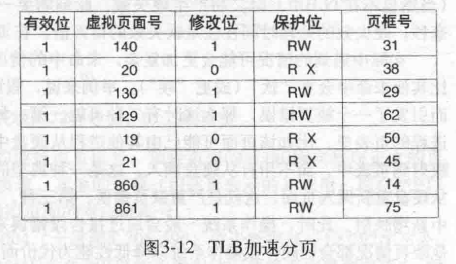 有效位 虚拟页面号 修改位 保护位 页框号
1 140 1 RW 31
1 20 0 R X 38
1 130 1 RW 29
1 129 1 RW 62
1 19 0 R X 50
1 21 0 R X 45
1 860 1 RW 14
1 861 1 RW 75
图3-12 TLB加速分页